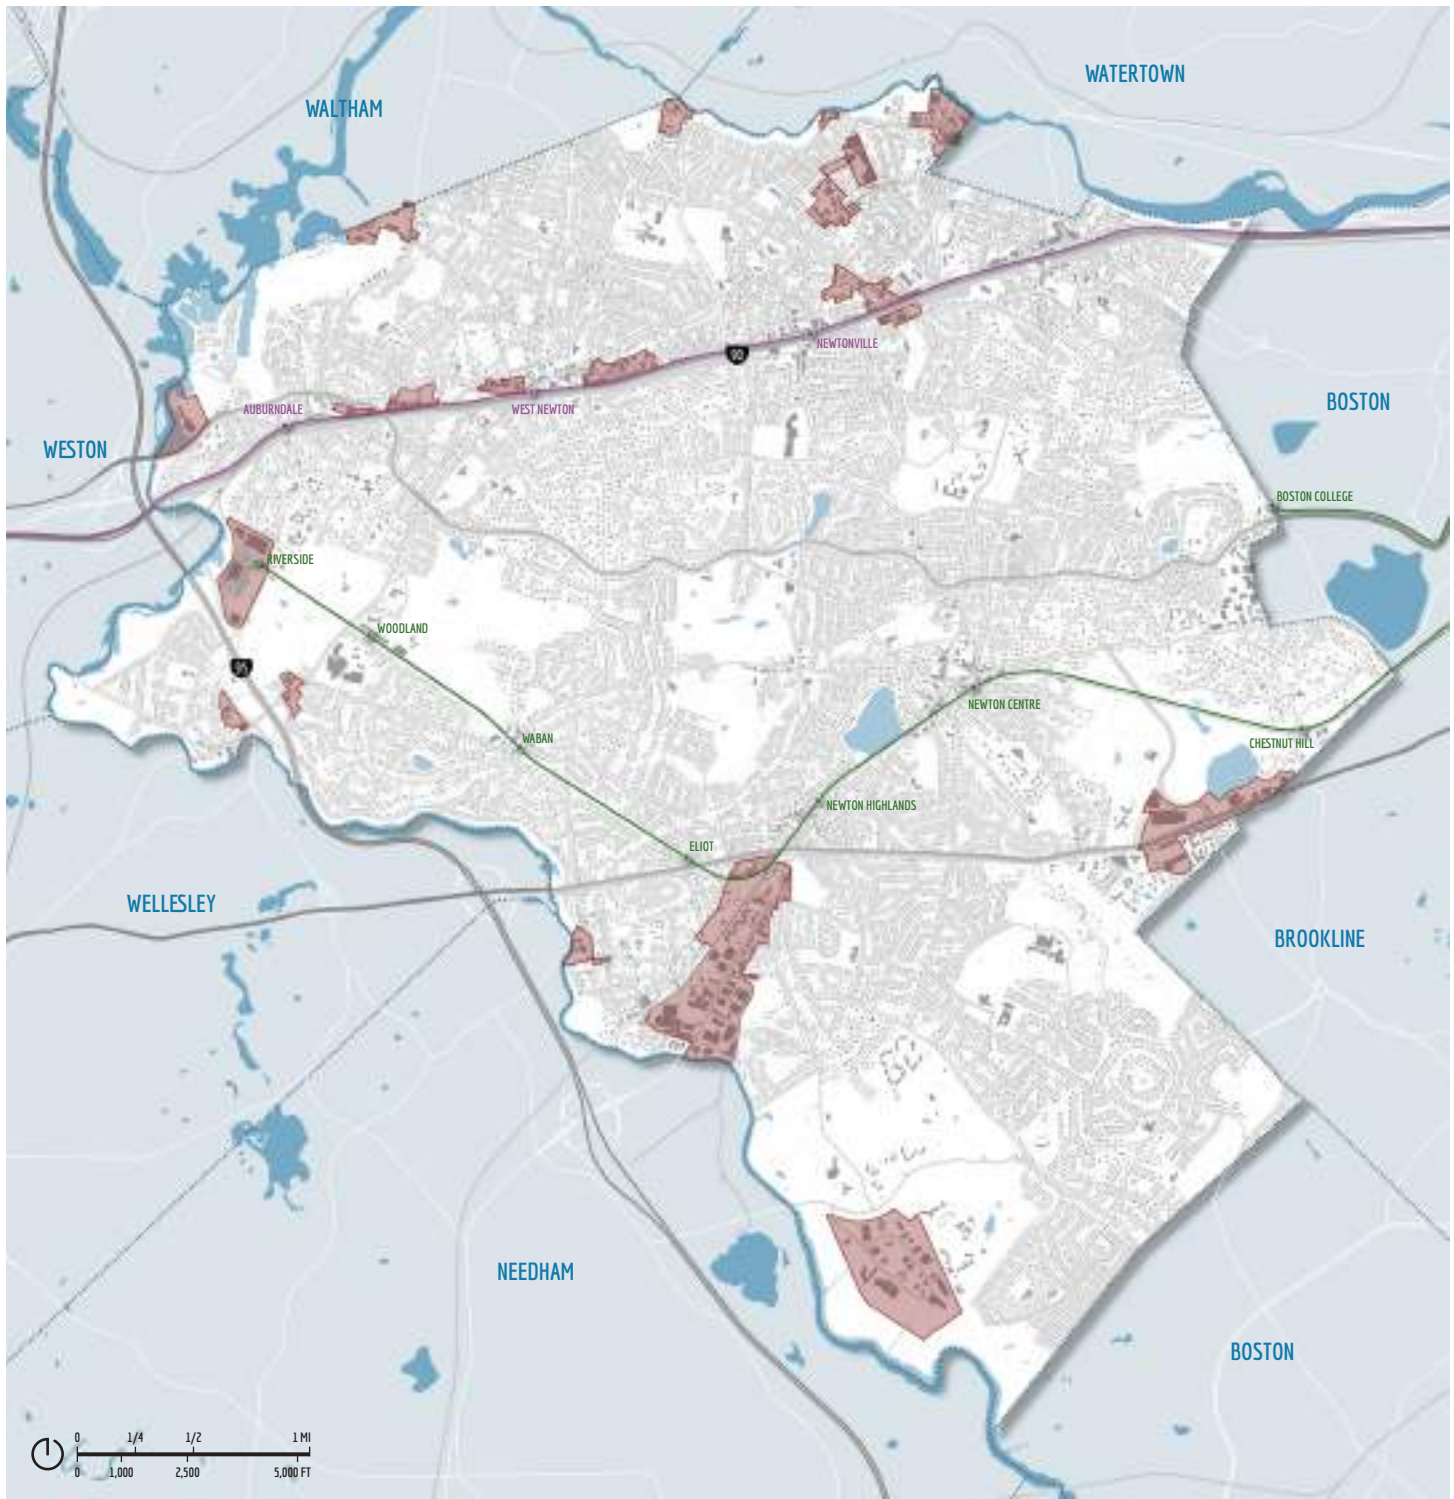 WATERTOWN
WALTHAM
90
NEWTONVILLE
BOSTON
AUBURNDALE
WEST NEWTON
WESTON
BOSTON COLLEGE
RIVERSIDE
WOODLAND
95
NEWTON CENTRE
WABAN
CHESTNUT HILL
NEWTON HIGHLANDS
ELIOT
WELLESLEY
BROOKLINE
NEEDHAM
BOSTON
0 1/4 1/2 1 MI
0 1,000 2,500 5,000 FT